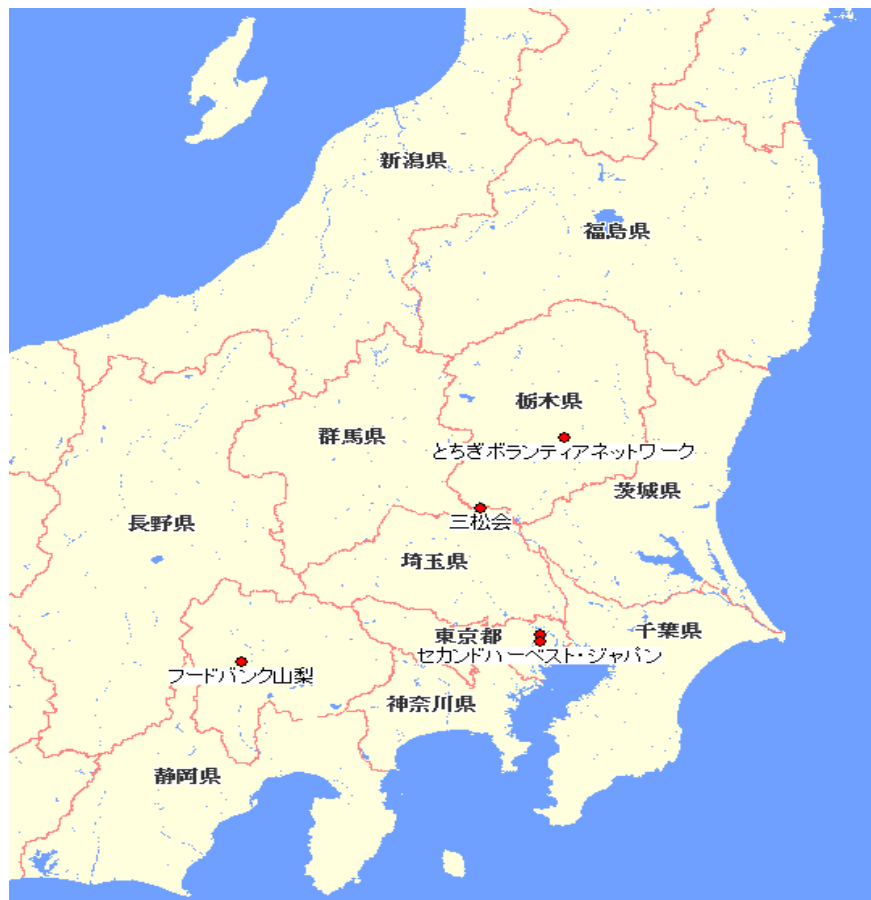 新潟県
福島県
栃木県
群馬県
とちぎボランティアネットワーク
茨城県
長野県
三松会
埼玉県
東京都
千葉県
セカンドハーベスト・ジャパン
フードバンク山梨
神奈川県
静岡県